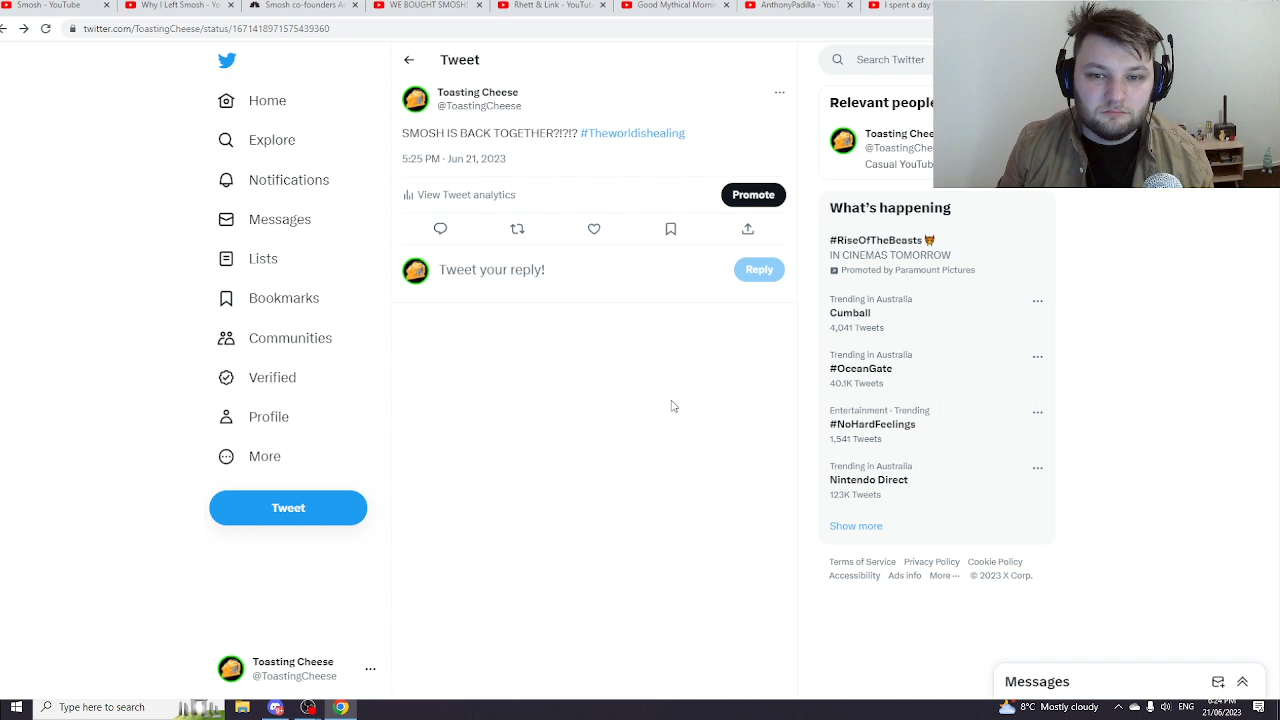 Smosh - YouTube
Why I Left Smosh - Yo
Smosh co-founders A
WE BOUGHT SMOSH!
Rhett & Link - YouTub
Good Mythical Morne
AnthonyPadilla - YouT
I spent a day
twitter.com/ToastingCheese/status/1671418971575439360
Tweet
Search Twitter
Home
Explore
Notifications
Messages
Lists
Bookmarks
Communities
Verified
Profile
More
Tweet
Toasting Cheese
@ToastingCheese
Toasting Cheese
@ToastingCheese
SMOSH IS BACK TOGETHER?!?!? #Theworldishealing
5:25 PM · Jun 21, 2023
View Tweet analytics
Promote
Tweet your reply!
Reply
Relevant people
Toasting Chee
@ToastingChe
Casual YouTub
What's happening
#RiseOfTheBeasts
IN CINEMAS TOMORROW
Promoted by Paramount Pictures
Trending in Australia
Cumball
4,041 Tweets
Trending in Australia
#OceanGate
40.1K Tweets
Entertainment · Trending
#NoHardFeelings
1,541 Tweets
Trending in Australia
Nintendo Direct
123K Tweets
Show more
Terms of Service Privacy Policy Cookie Policy
Accessibility Ads info More ··· © 2023 X Corp.
Messages
Type here to search
12°C
21/06/2023